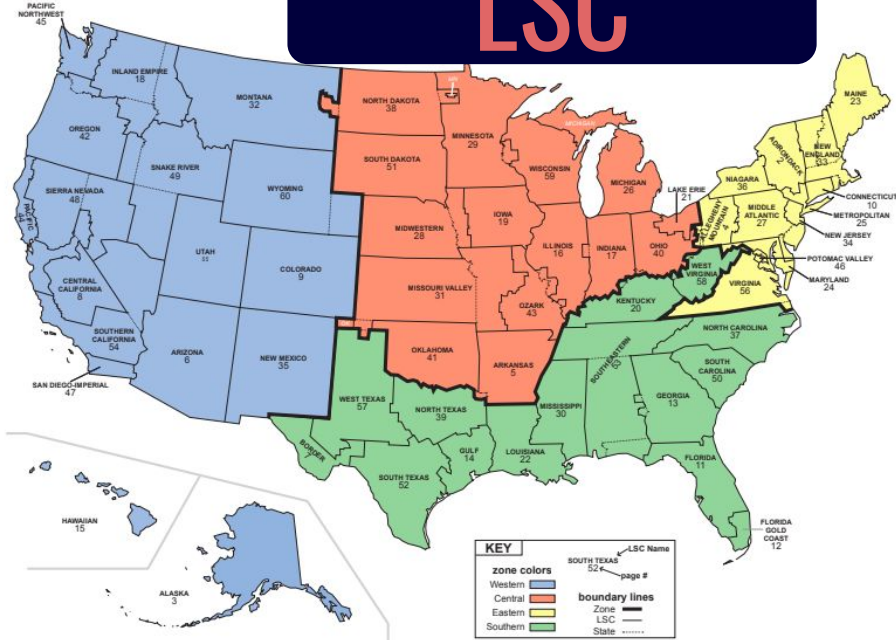 LSC
PACIFIC
NORTHWEST
45
INLAND EMPIRE
18
MONTANA
32
NORTH DAKOTA
38
MINNESOTA
29
MICHIGAN
OREGON
42
SNAKE RIVER
49
SOUTH DAKOTA
51
WISCONSIN
59
MICHIGAN
26
LAKE ERIE
21
MAINE
23
ADIRONDACK
2
NEW
ENGLAND
33
NIAGARA
36
CONNECTICUT
10
METROPOLITAN
25
NEW JERSEY
34
MIDDLE
ATLANTIC
27
ALLEGHENY
MOUNTAIN
4
POTOMAC VALLEY
46
MARYLAND
24
SIERRA NEVADA
48
PACIFIC
WYOMING
60
MIDWESTERN
28
IOWA
19
ILLINOIS
16
INDIANA
17
OHIO
40
WEST
VIRGINIA
58
VIRGINIA
56
UTAH
COLORADO
9
MISSOURI VALLEY
31
OZARK
43
KENTUCKY
20
CENTRAL
CALIFORNIA
8
SOUTHERN
CALIFORNIA
54
SAN DIEGO-IMPERIAL
47
ARIZONA
6
NEW MEXICO
35
OKLAHOMA
41
ARKANSAS
5
SOUTHEASTERN
53
NORTH CAROLINA
37
SOUTH
CAROLINA
50
GEORGIA
13
MISSISSIPPI
30
WEST TEXAS
57
NORTH TEXAS
39
BORDER
7
SOUTH TEXAS
52
GULF
14
LOUISIANA
22
FLORIDA
11
FLORIDA
GOLD
COAST
12
HAWAIIAN
15
ALASKA
3
KEY
LSC Name
SOUTH TEXAS
52
page #
zone colors
Western
Central
Eastern
Southern
boundary lines
Zone
LSC
State